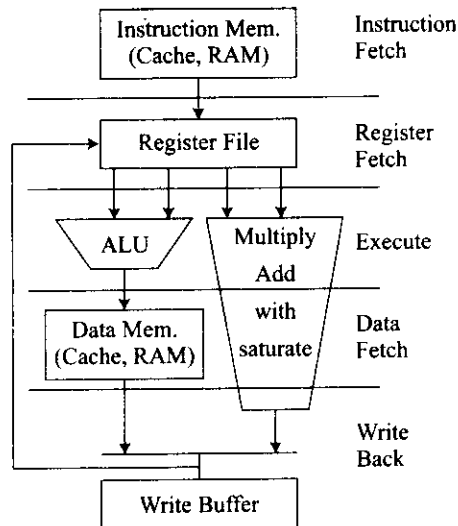 Instruction Mem.
(Cache, RAM)
Instruction
Fetch
Register File
Register
Fetch
ALU
Multiply
Add
with
saturate
Execute
Data Mem.
(Cache, RAM)
Data
Fetch
Write
Back
Write Buffer